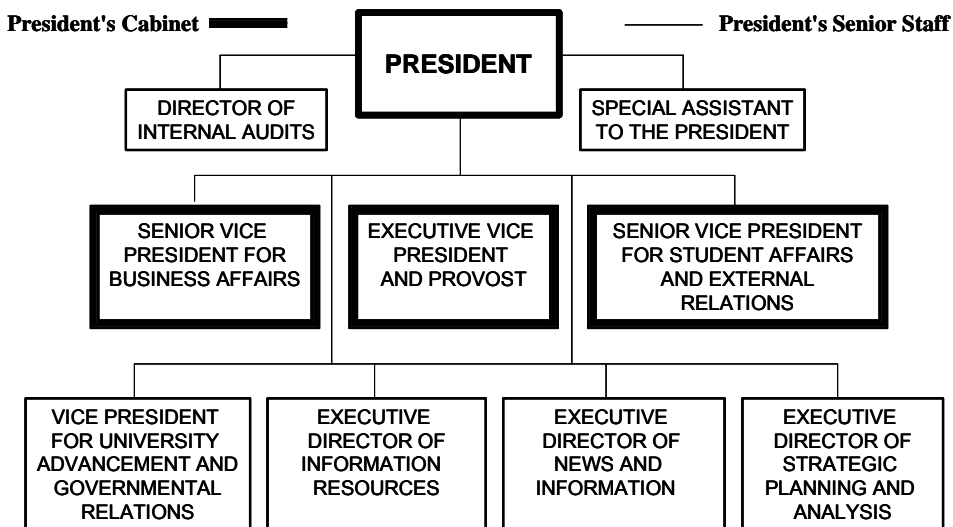 President's Cabinet
President's Senior Staff
PRESIDENT
DIRECTOR OF
INTERNAL AUDITS
SPECIAL ASSISTANT
TO THE PRESIDENT
SENIOR VICE
PRESIDENT FOR
BUSINESS AFFAIRS
EXECUTIVE VICE
PRESIDENT
AND PROVOST
SENIOR VICE PRESIDENT
FOR STUDENT AFFAIRS
AND EXTERNAL
RELATIONS
VICE PRESIDENT
FOR UNIVERSITY
ADVANCEMENT AND
GOVERNMENTAL
RELATIONS
EXECUTIVE
DIRECTOR OF
INFORMATION
RESOURCES
EXECUTIVE
DIRECTOR OF
NEWS AND
INFORMATION
EXECUTIVE
DIRECTOR OF
STRATEGIC
PLANNING AND
ANALYSIS